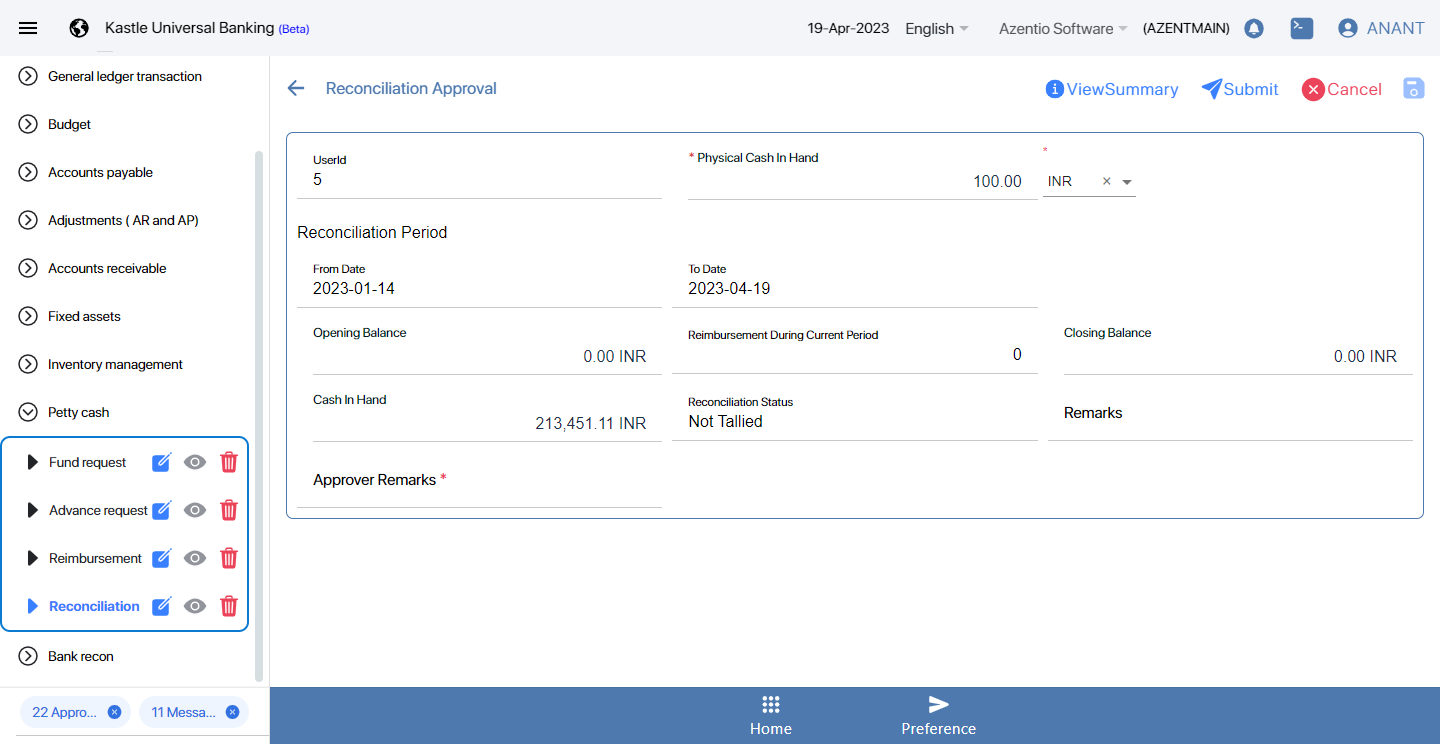 Kastle Universal Banking (Beta)
19-Apr-2023 English Azentio Software (AZENTMAIN) ANANT
General ledger transaction
Budget
Accounts payable
Adjustments ( AR and AP)
Accounts receivable
Fixed assets
Inventory management
Petty cash
Fund request
Advance request
Reimbursement
Reconciliation
Bank recon
22 Appro...
11 Messa...
Reconciliation Approval
ViewSummary Submit Cancel
UserId
5
* Physical Cash In Hand
100.00
*
INR
Reconciliation Period
From Date
2023-01-14
To Date
2023-04-19
Opening Balance
0.00 INR
Reimbursement During Current Period
0
Closing Balance
0.00 INR
Cash In Hand
213,451.11 INR
Reconciliation Status
Not Tallied
Remarks
Approver Remarks *
Home
Preference